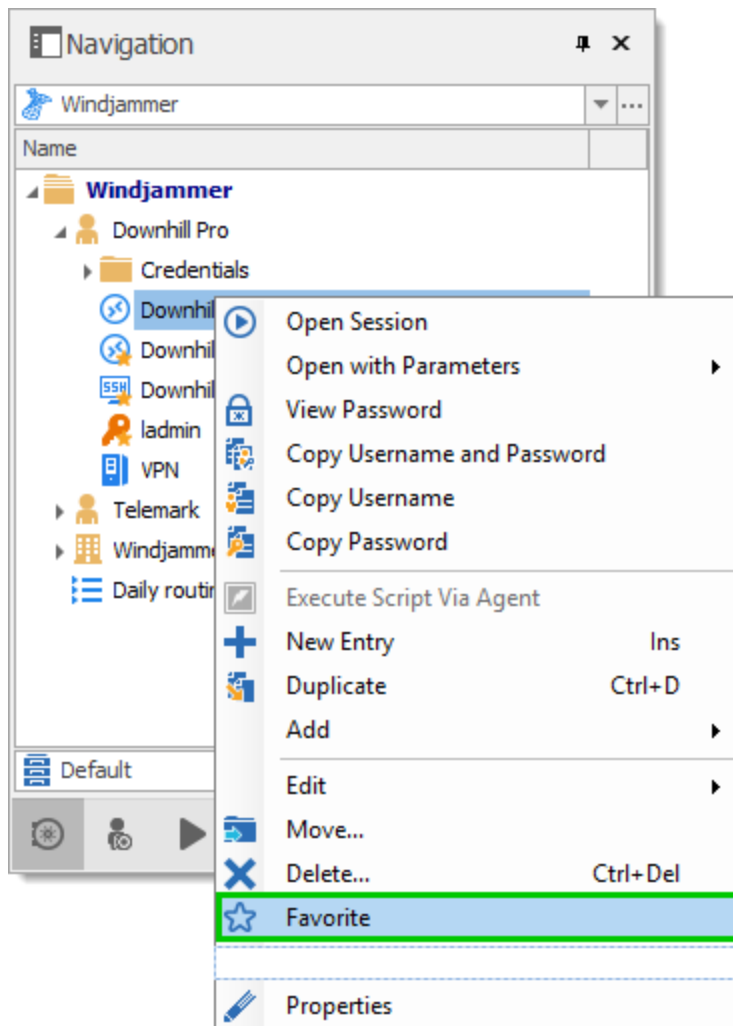 Navigation
Windjammer
Name
Windjammer
Downhill Pro
Credentials
Downhil
Downhil
SSH Downhil
ladmin
VPN
Telemark
Windjamme
Daily routin
Default
Open Session
Open with Parameters
View Password
Copy Username and Password
Copy Username
Copy Password
Execute Script Via Agent
New Entry Ins
Duplicate Ctrl+D
Add
Edit
Move...
Delete... Ctrl+Del
Favorite
Properties